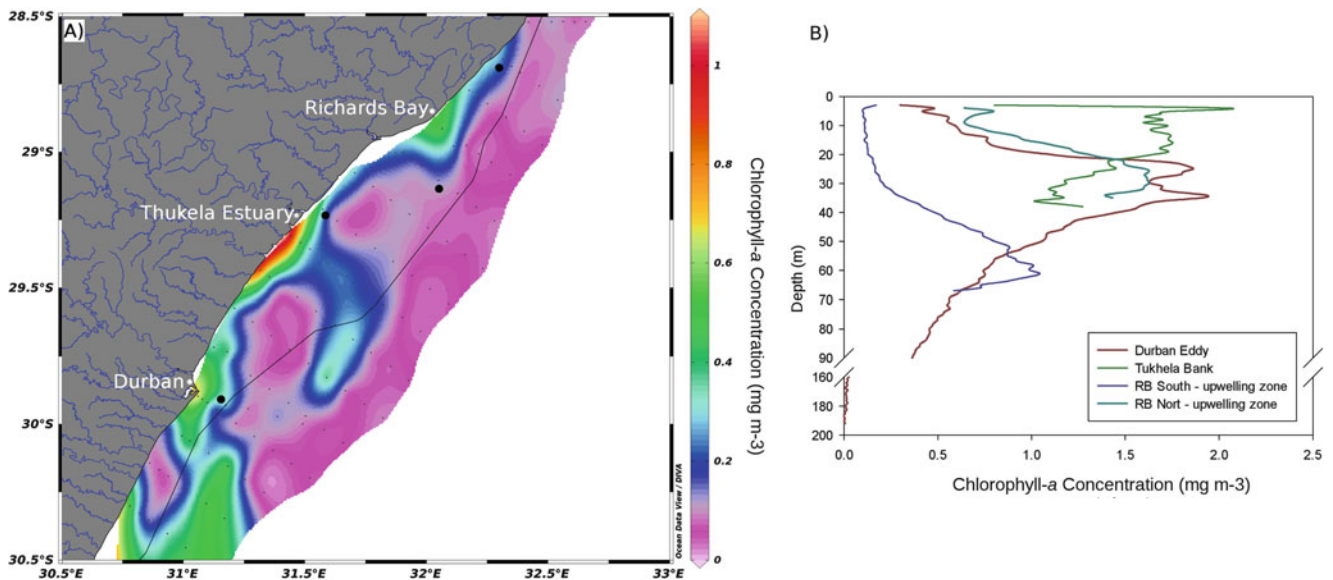 A)
28.5°S
29°S
29.5°S
30°S
30.5°S
30.5°E
31°E
31.5°E
32°E
32.5°E
33°E
Richards Bay
Thukela Estuary
Durban
Ocean Data View / DIVA
1
0.8
0.6
0.4
0.2
0
Chlorophyll-a Concentration (mg m-3)
B)
0
10
20
30
40
50
60
70
80
90
160
180
200
Depth (m)
0.0
0.5
1.0
1.5
2.0
2.5
Chlorophyll-a Concentration (mg m-3)
Durban Eddy
Tukhela Bank
RB South - upwelling zone
RB Nort - upwelling zone